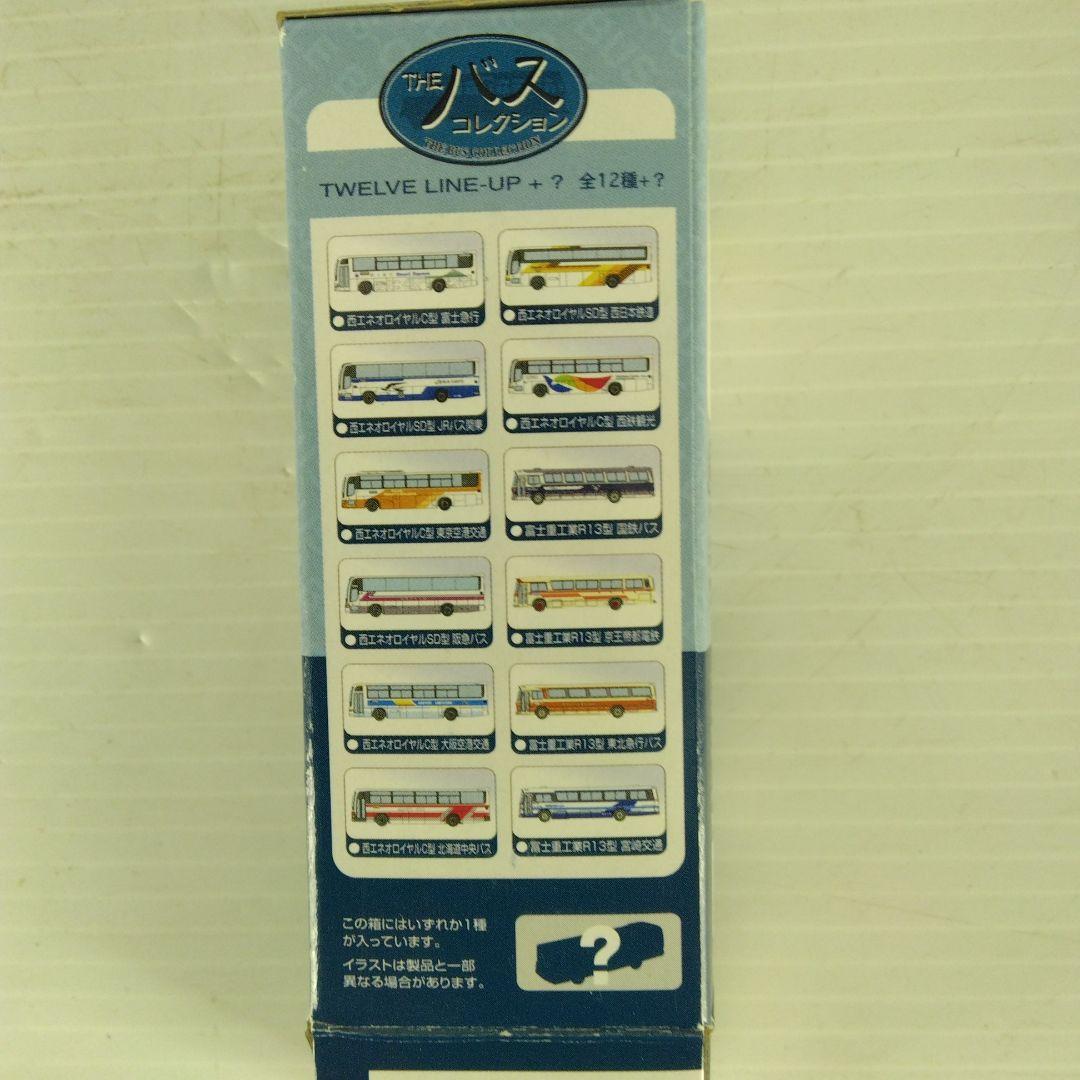 THE バス
コレクション
THE BUS COLLECTION
TWELVE LINE-UP + ? 全12種+?
西工ネオロイヤルC型 富士急行
西工ネオロイヤルSD型 西日本鉄道
西工ネオロイヤルSD型 JRバス関東
西工ネオロイヤルC型 西鉄観光
西工ネオロイヤルC型 東京空港交通
富士重工業R13型 国鉄バス
西工ネオロイヤルSD型 阪急バス
富士重工業R13型 京王帝都電鉄
西工ネオロイヤルC型 大阪空港交通
富士重工業R13型 東北急行バス
西工ネオロイヤルC型 北海道中央バス
富士重工業R13型 宮崎交通
この箱にはいずれか1種
が入っています。
イラストは製品と一部
異なる場合があります。
?